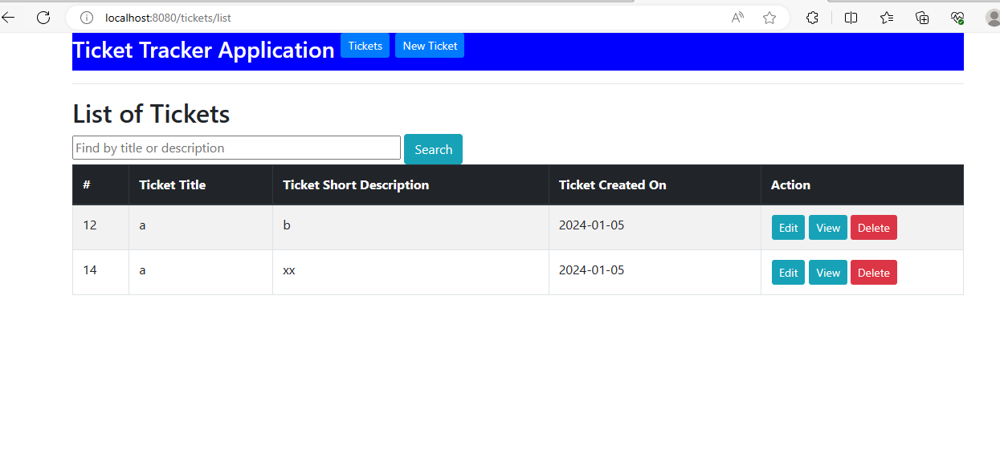 localhost:8080/tickets/list
Ticket Tracker Application Tickets New Ticket
List of Tickets
Find by title or description Search
# Ticket Title Ticket Short Description Ticket Created On Action
12 a b 2024-01-05 Edit View Delete
14 a xx 2024-01-05 Edit View Delete